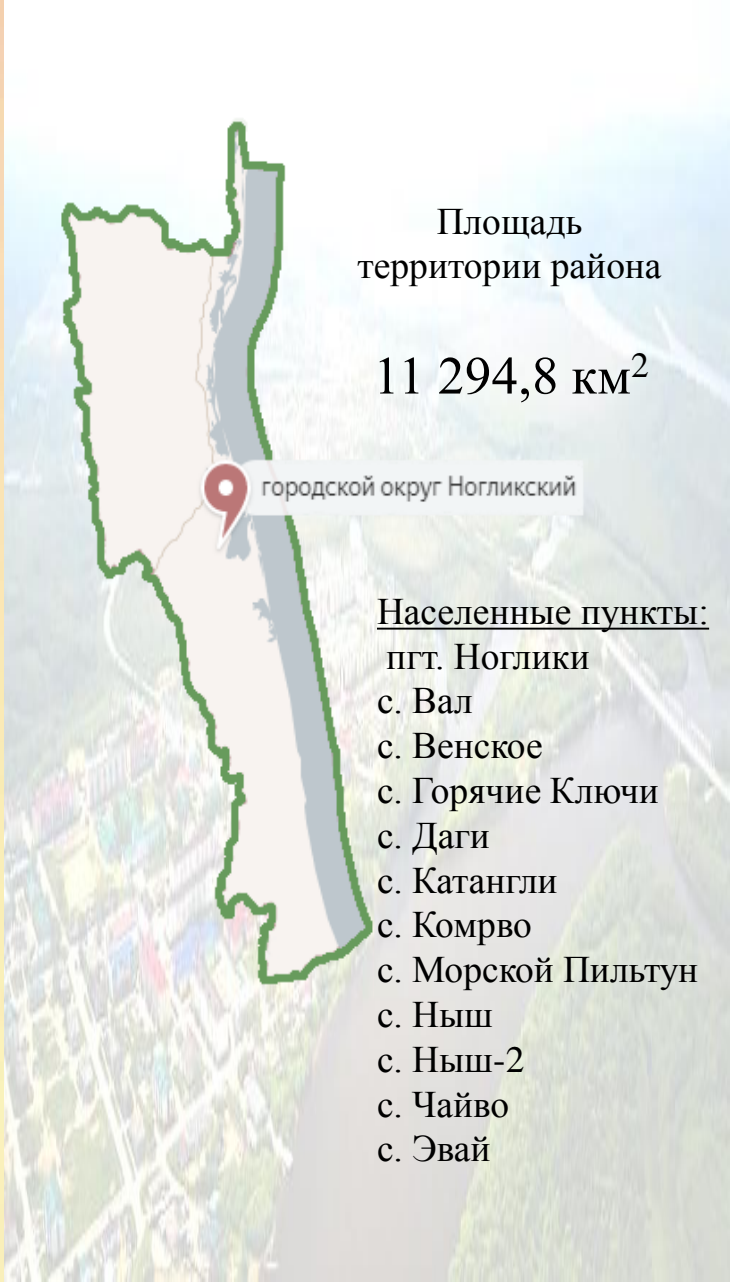 Площадь
территории района
11 294,8 км²
городской округ Ногликский
Населенные пункты:
пгт. Ноглики
с. Вал
с. Венское
с. Горячие Ключи
с. Даги
с. Катангли
с. Комрво
с. Морской Пильтун
с. Ныш
с. Ныш-2
с. Чайво
с. Эвай